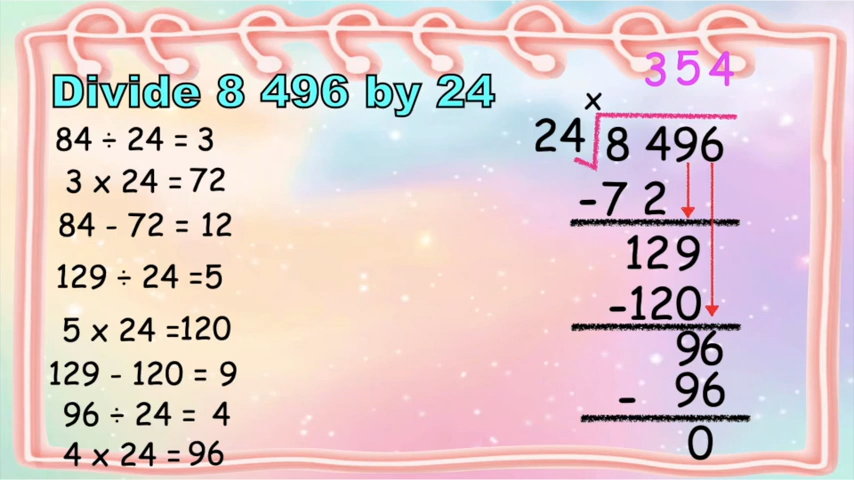 Divide 8 496 by 24
84 ÷ 24 = 3
3 x 24 = 72
84 - 72 = 12
129 ÷ 24 =5
5 x 24 =120
129 - 120 = 9
96 ÷ 24 = 4
4 x 24 = 96
354
x
24 8 496
-7 2
129
-120
96
- 96
0